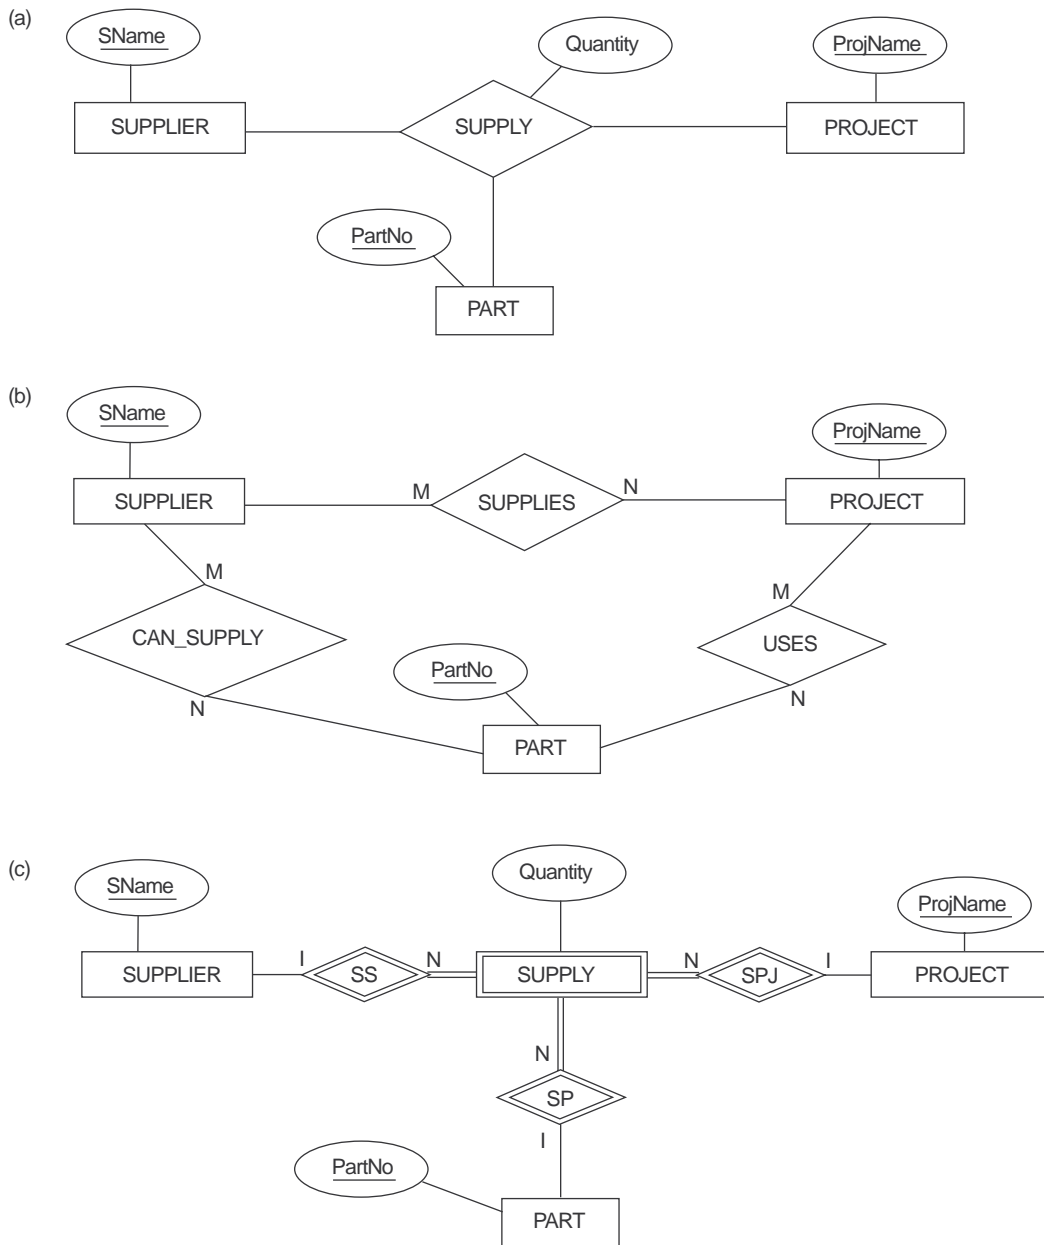 (a)
SName
Quantity
ProjName
SUPPLIER
SUPPLY
PROJECT
PartNo
PART
(b)
SName
ProjName
M
SUPPLIES
N
SUPPLIER
PROJECT
M
M
CAN_SUPPLY
USES
PartNo
N
N
PART
(c)
SName
Quantity
ProjName
I
N
N
I
SUPPLIER
SS
SUPPLY
SPJ
PROJECT
N
SP
I
PartNo
PART